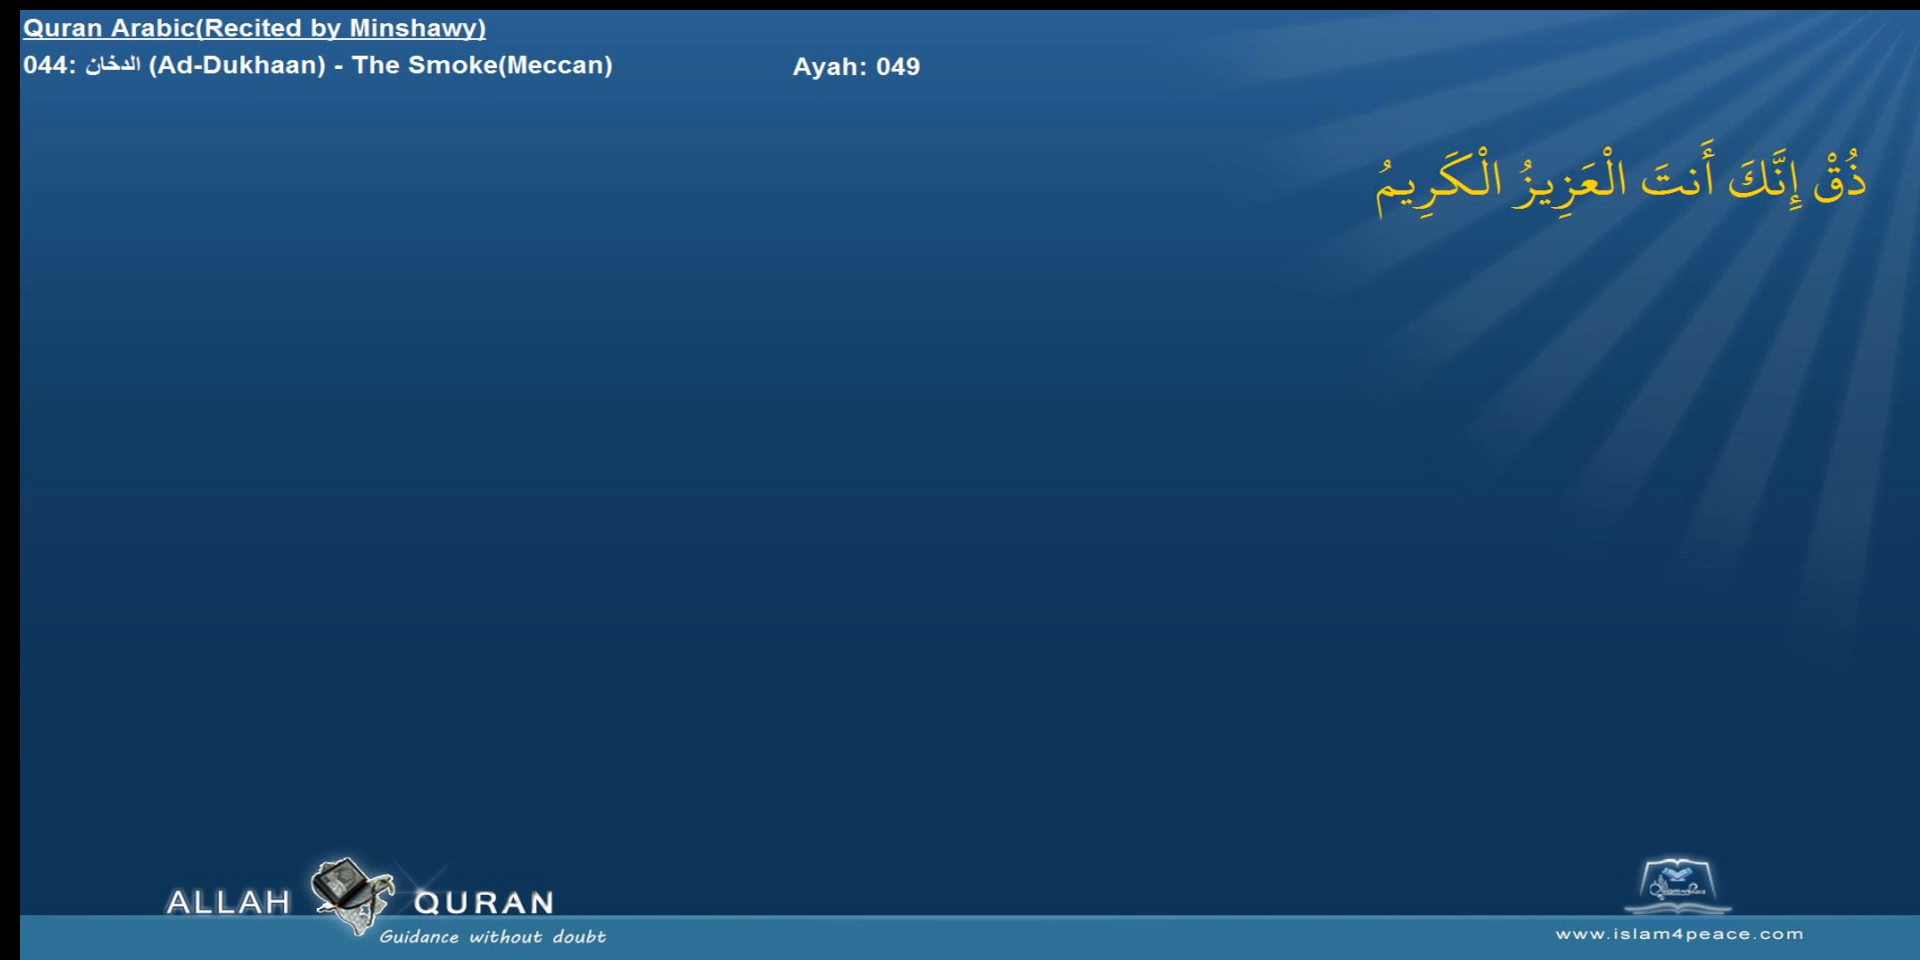 Quran Arabic(Recited by Minshawy)
044: الدخان (Ad-Dukhaan) - The Smoke(Meccan)
Ayah: 049
ذُقْ إِنَّكَ أَنتَ الْعَزِيزُ الْكَرِيمُ
ALLAH QURAN
Guidance without doubt
www.islam4peace.com